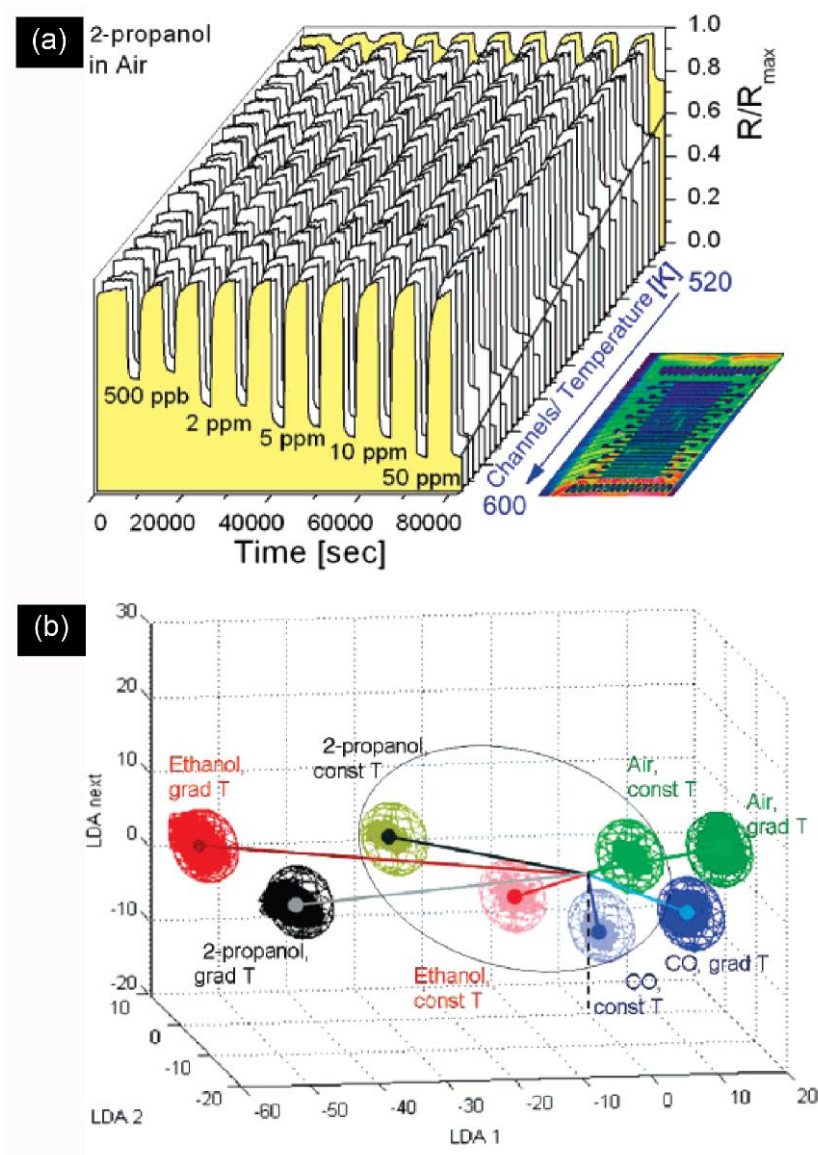 (a)
2-propanol
in Air
1.0
0.8
0.6
0.4
0.2
0.0
R/Rmax
500 ppb
2 ppm
5 ppm
10 ppm
50 ppm
Channels/ Temperature [K]
520
600
0 20000 40000 60000 80000
Time [sec]
(b)
30
20
10
0
-10
-20
LDA next
Ethanol,
grad T
2-propanol,
const T
Air,
const T
Air,
grad T
2-propanol,
grad T
Ethanol,
const T
CO,
const T
CO, grad T
10
0
-10
-20
LDA 2
-60 -50 -40 -30 -20 -10 0 10 20
LDA 1